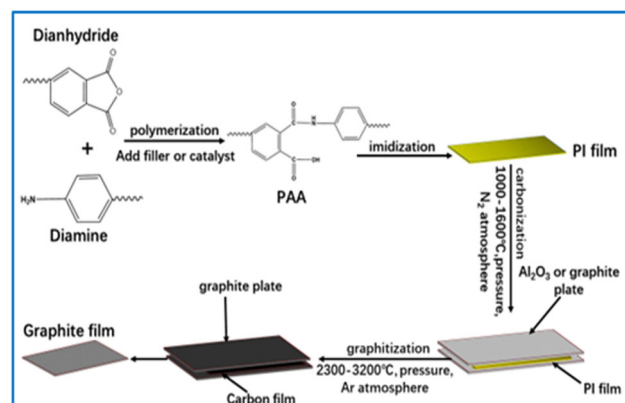 Dianhydride
O
O
O
+
H₂N
Diamine
polymerization
Add filler or catalyst
O
C
N
H
C
OH
O
PAA
imidization
PI film
carbonization
1000-1600℃,pressure,
N₂ atmosphere
Al₂O₃ or graphite
plate
PI film
graphitization
2300-3200℃, pressure,
Ar atmosphere
graphite plate
Carbon film
Graphite film